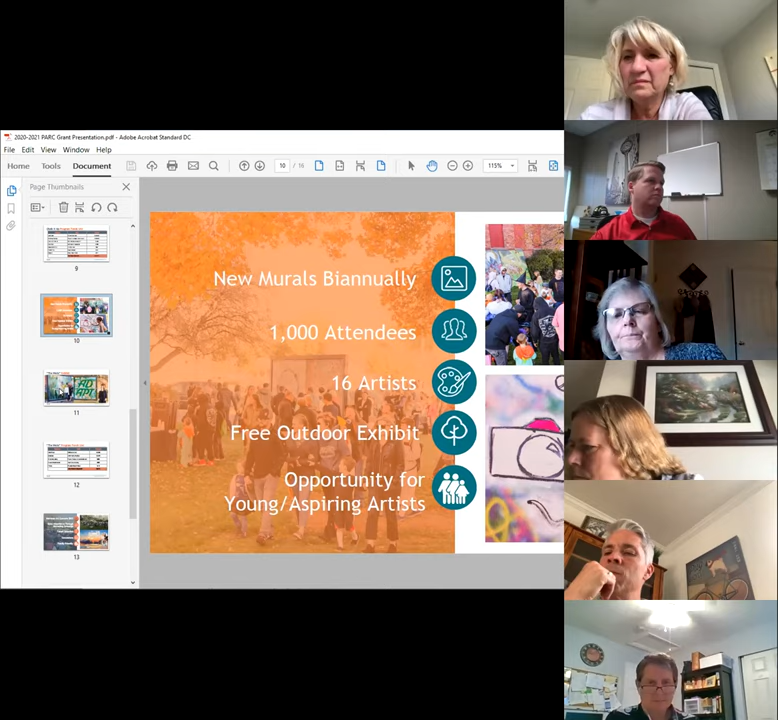 2020-2021 PARC Grant Presentation.pdf - Adobe Acrobat Standard DC
File Edit View Window Help
Home Tools Document
10 / 16
115%
Page Thumbnails
9
10
11
12
13
New Murals Biannually
1,000 Attendees
16 Artists
Free Outdoor Exhibit
Opportunity for
Young/Aspiring Artists